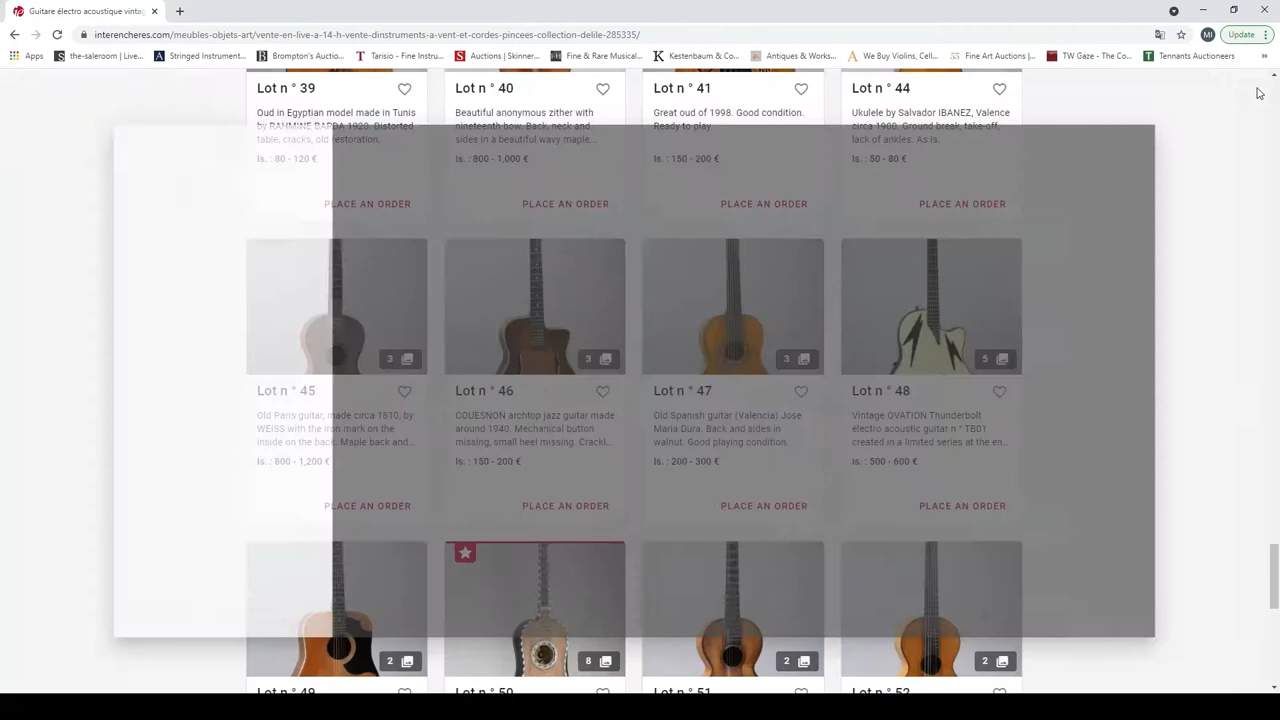 Guitare électro acoustique vintag
interencheres.com/meubles-objets-art/vente-en-live-a-14-h-vente-dinstruments-a-vent-et-cordes-pincees-collection-delile-285335/
MI
Update
Apps
the-saleroom | Live...
Stringed Instrument...
Brompton's Auctio...
Tarisio - Fine Instru...
Auctions | Skinner...
Fine & Rare Musical...
Kestenbaum & Co...
Antiques & Works...
We Buy Violins, Cell...
Fine Art Auctions |...
TW Gaze - The Co...
Tennants Auctioneers
»
Lot n ° 39
Oud in Egyptian model made in Tunis
by RAHMINE BARDA 1920. Distorted
table, cracks, old restoration.
Is. : 80 - 120 €
PLACE AN ORDER
Lot n ° 40
Beautiful anonymous zither with
nineteenth bow. Back, neck and
sides in a beautiful wavy maple...
Is. : 800 - 1,000 €
PLACE AN ORDER
Lot n ° 41
Great oud of 1998. Good condition.
Ready to play
Is. : 150 - 200 €
PLACE AN ORDER
Lot n ° 44
Ukulele by Salvador IBANEZ, Valence
circa 1900. Ground break, take-off,
lack of ankles. As is.
Is. : 50 - 80 €
PLACE AN ORDER
3
3
3
5
Lot n ° 45
Old Paris guitar, made circa 1810, by
WEISS with the iron mark on the
inside on the back. Maple back and...
Is. : 800 - 1,200 €
PLACE AN ORDER
Lot n ° 46
COUESNON archtop jazz guitar made
around 1940. Mechanical button
missing, small heel missing. Crackl...
Is. : 150 - 200 €
PLACE AN ORDER
Lot n ° 47
Old Spanish guitar (Valencia) Jose
Maria Dura. Back and sides in
walnut. Good playing condition.
Is. : 200 - 300 €
PLACE AN ORDER
Lot n ° 48
Vintage OVATION Thunderbolt
electro acoustic guitar n ° TB01
created in a limited series at the en...
Is. : 500 - 600 €
PLACE AN ORDER
2
8
2
2
Lot n ° 49
Lot n ° 50
Lot n ° 51
Lot n ° 52